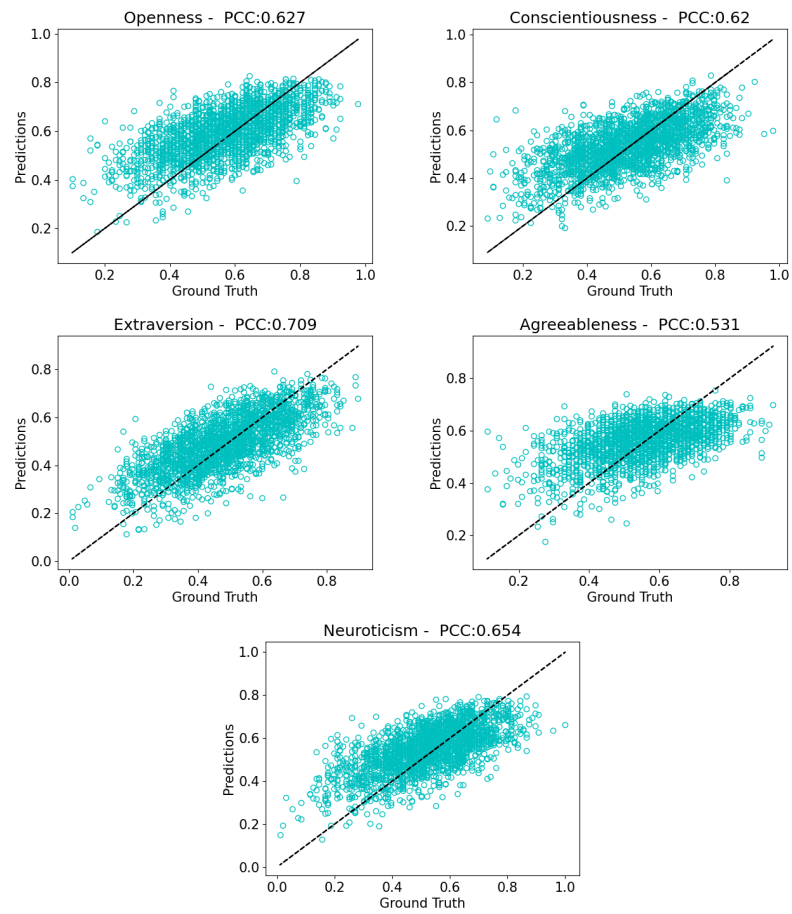 Openness -  PCC:0.627
Conscientiousness -  PCC:0.62
1.0
0.8
0.6
0.4
0.2
Predictions
0.2 0.4 0.6 0.8 1.0
Ground Truth
1.0
0.8
0.6
0.4
0.2
Predictions
0.2 0.4 0.6 0.8 1.0
Ground Truth
Extraversion -  PCC:0.709
Agreeableness -  PCC:0.531
0.8
0.6
0.4
0.2
0.0
Predictions
0.0 0.2 0.4 0.6 0.8
Ground Truth
0.8
0.6
0.4
0.2
Predictions
0.2 0.4 0.6 0.8
Ground Truth
Neuroticism -  PCC:0.654
1.0
0.8
0.6
0.4
0.2
0.0
Predictions
0.0 0.2 0.4 0.6 0.8 1.0
Ground Truth